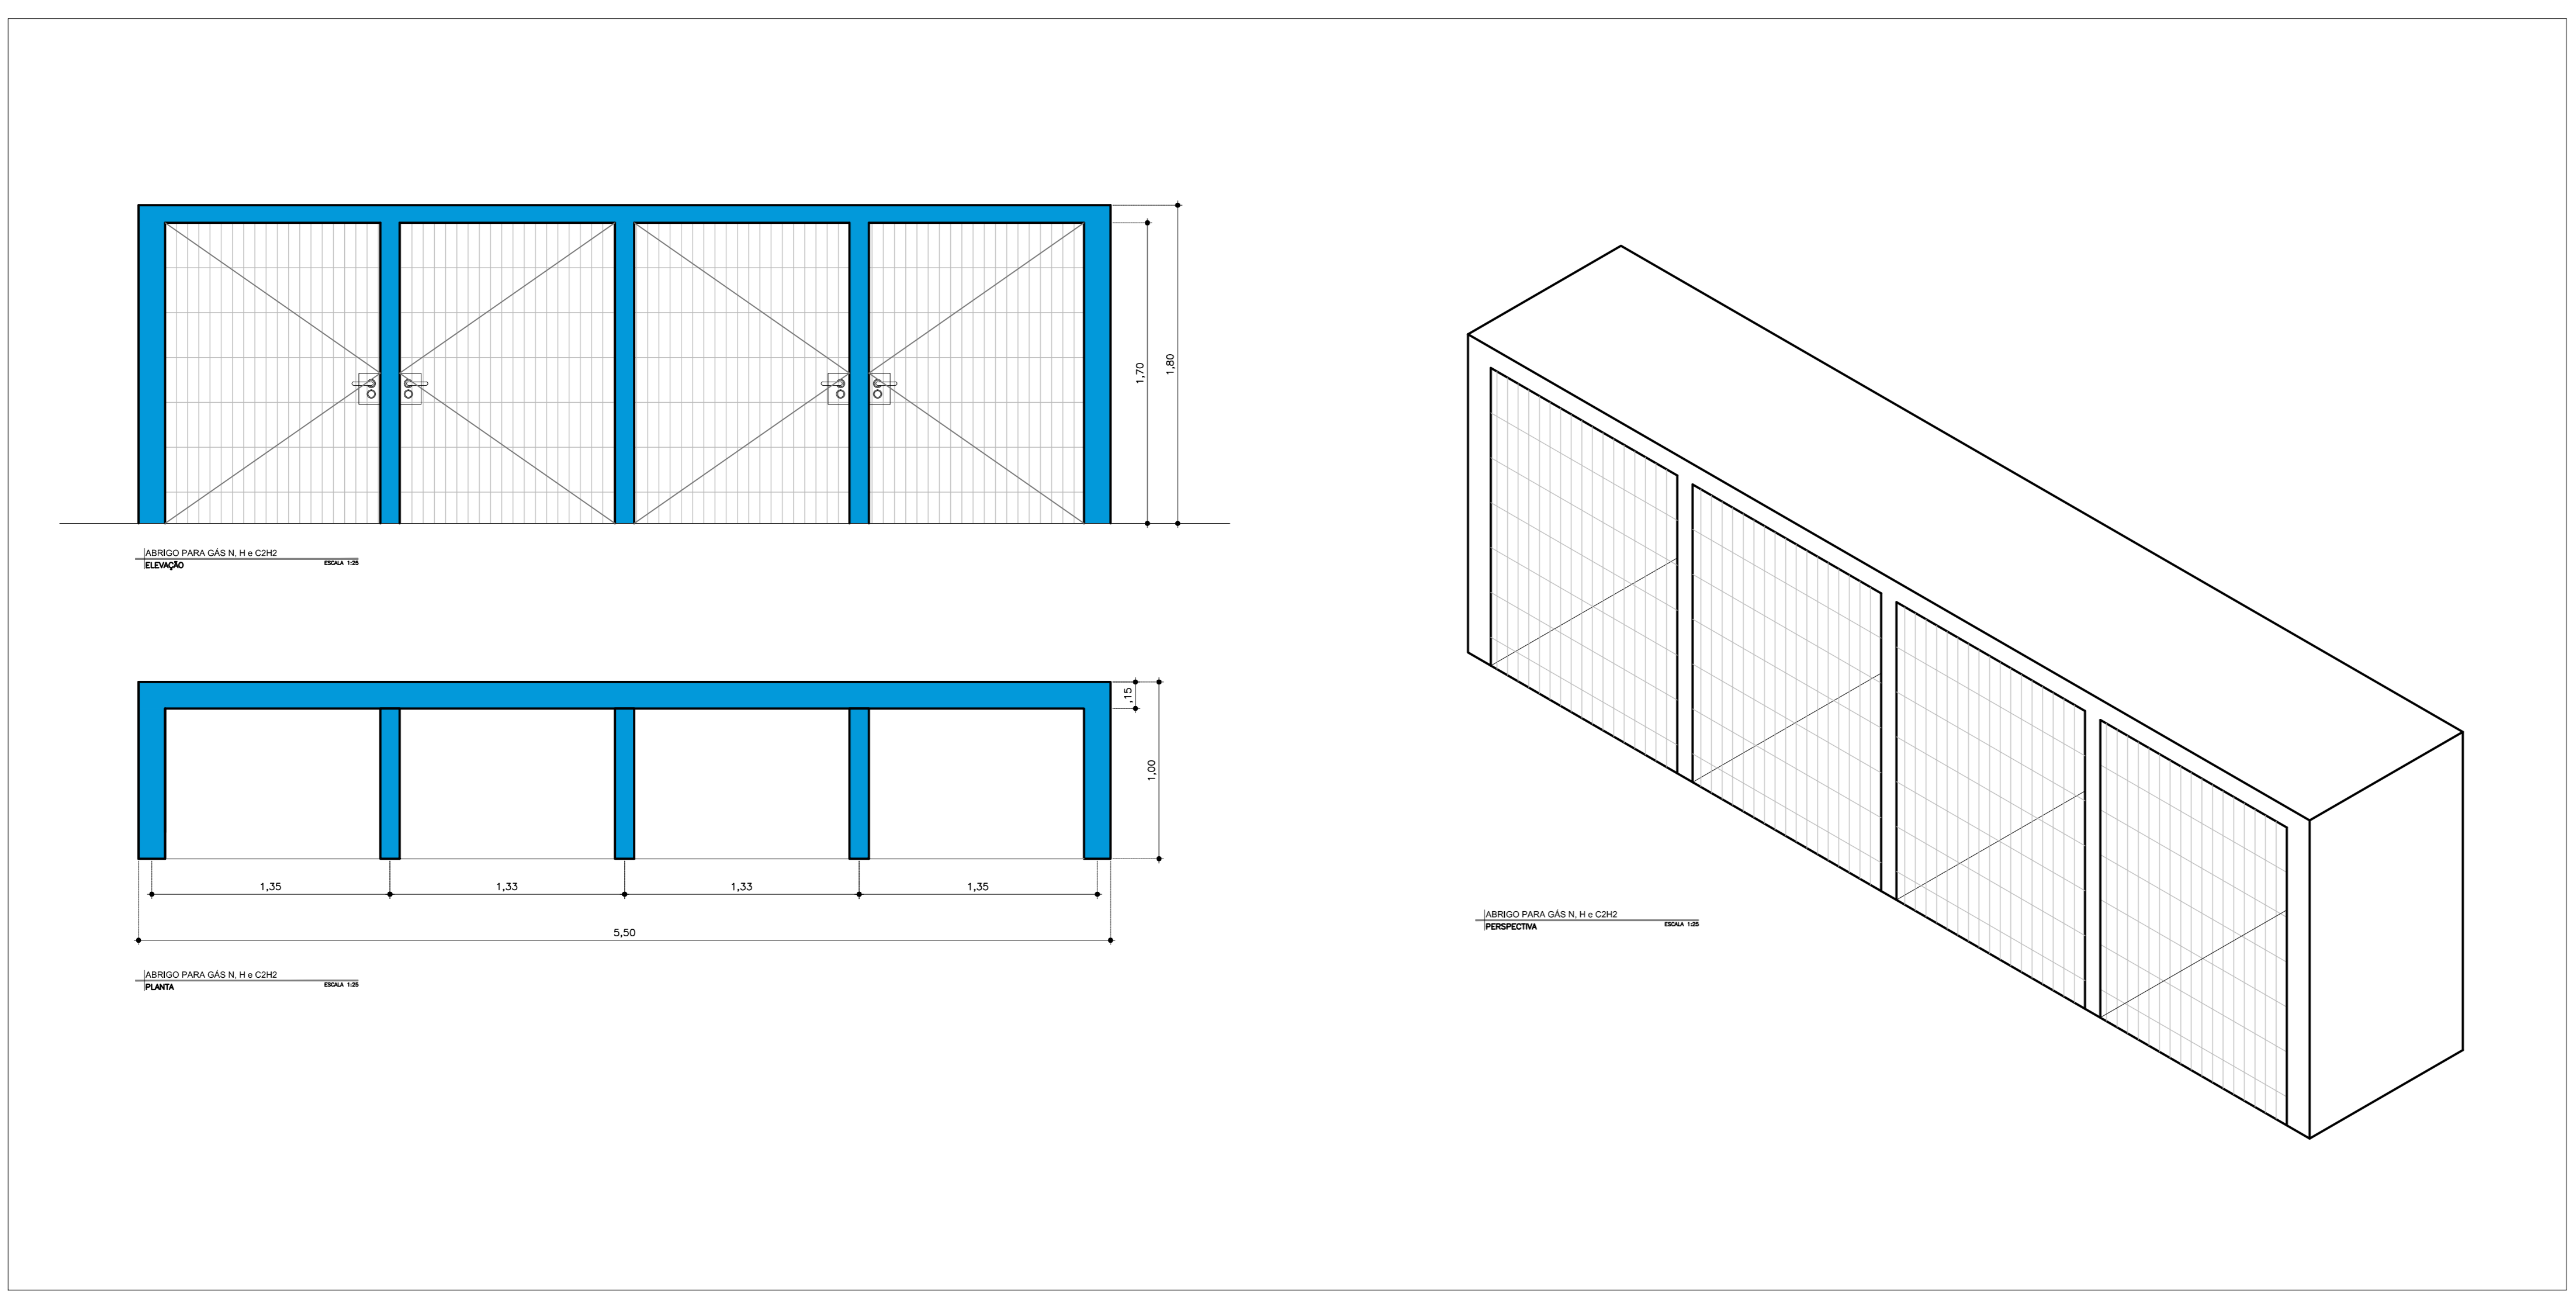 1,70
1,80
ABRIGO PARA GÁS N, H e C2H2
ELEVAÇÃO ESCALA 1:25
,15
1,00
1,35 1,33 1,33 1,35
5,50
ABRIGO PARA GÁS N, H e C2H2
PLANTA ESCALA 1:25
ABRIGO PARA GÁS N, H e C2H2
PERSPECTIVA ESCALA 1:25